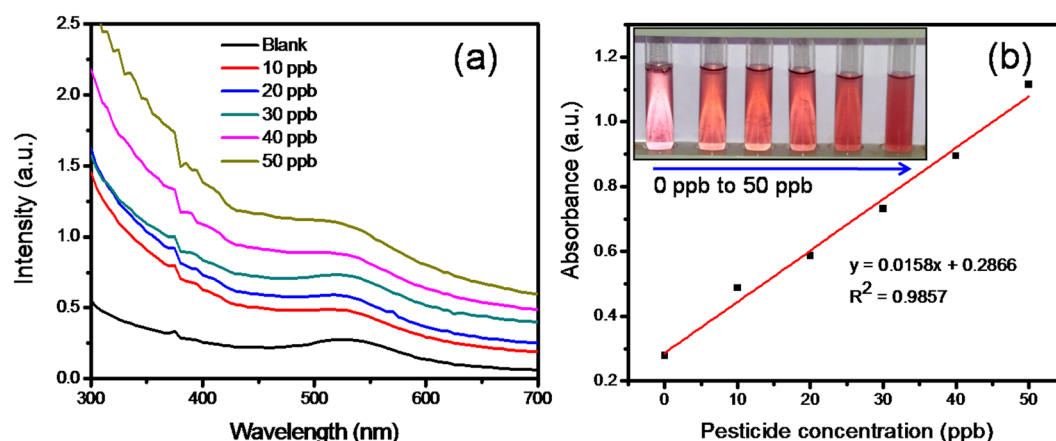 (a)
Blank
10 ppb
20 ppb
30 ppb
40 ppb
50 ppb
2.5
2.0
1.5
1.0
0.5
0.0
Intensity (a.u.)
300
400
500
600
700
Wavelength (nm)
(b)
0 ppb to 50 ppb
y = 0.0158x + 0.2866
R² = 0.9857
1.2
1.0
0.8
0.6
0.4
0.2
Absorbance (a.u.)
0
10
20
30
40
50
Pesticide concentration (ppb)